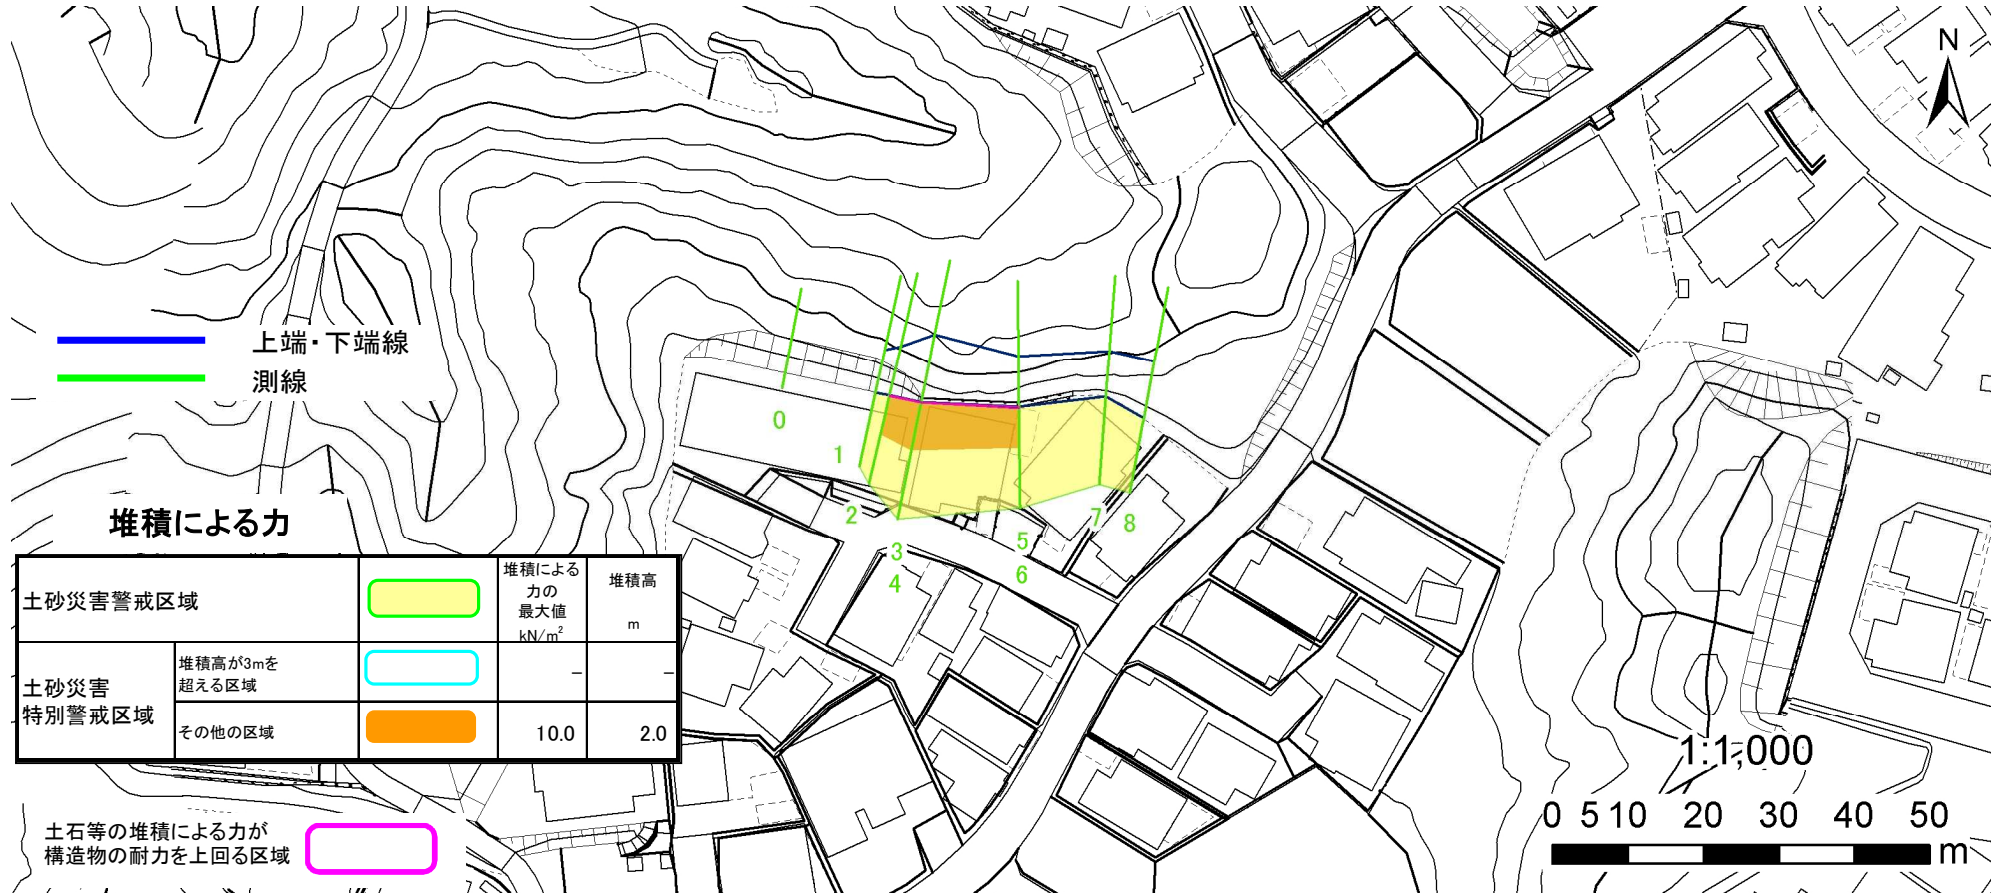 N
上端・下端線
測線
0
1
2
3
4
5
6
7
8
堆積による力
堆積による
力の
最大値
kN/m²
堆積高
m
土砂災害警戒区域
土砂災害
特別警戒区域
堆積高が3mを
超える区域
－ －
その他の区域
10.0 2.0
土石等の堆積による力が
構造物の耐力を上回る区域
1:1,000
0 5 10 20 30 40 50
m